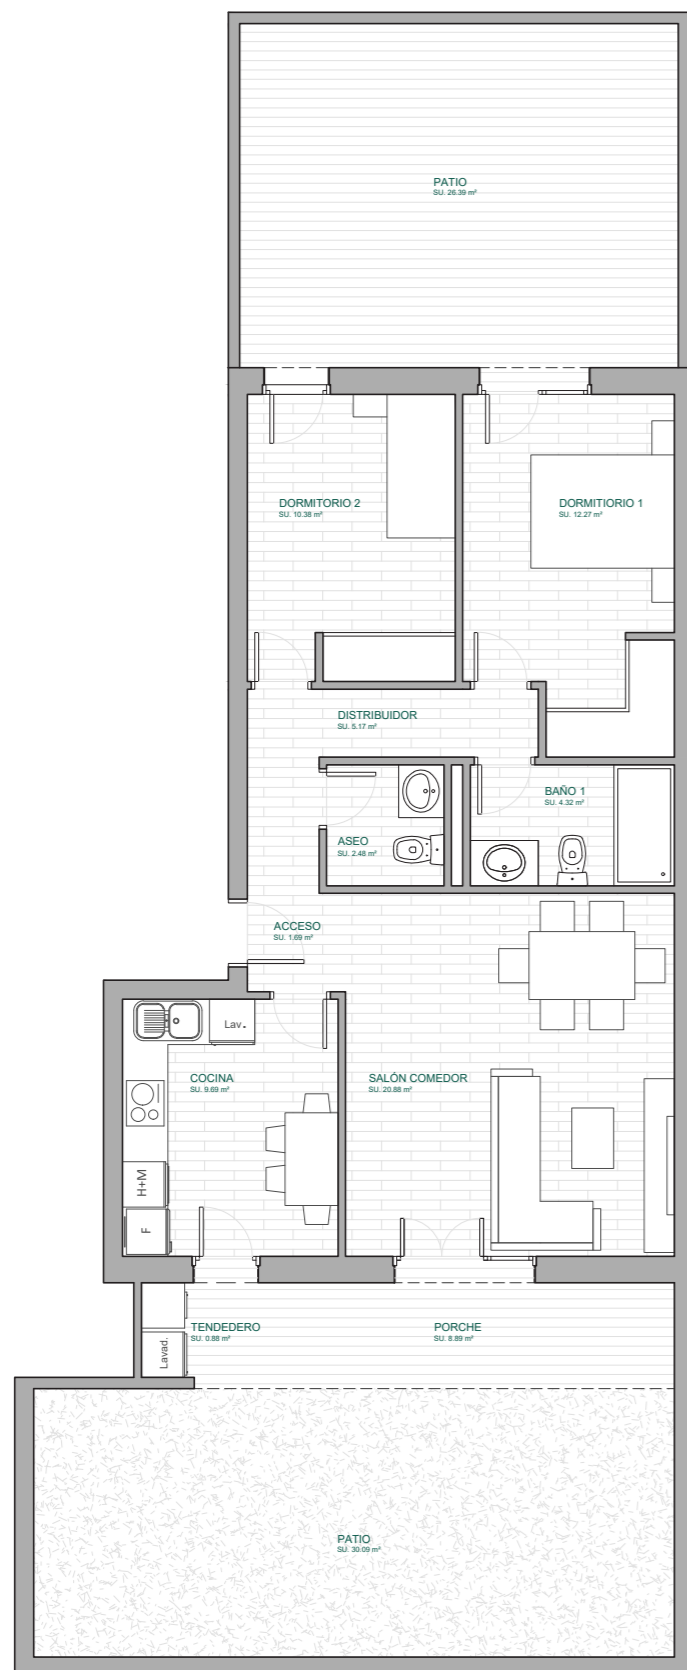 PATIO
SU. 26.39 m²
DORMITORIO 2
SU. 10.38 m²
DORMITIORIO 1
SU. 12.27 m²
DISTRIBUIDOR
SU. 5.17 m²
BAÑO 1
SU. 4.32 m²
ASEO
SU. 2.48 m²
ACCESO
SU. 1.69 m²
Lav.
COCINA
SU. 9.69 m²
SALÓN COMEDOR
SU. 20.88 m²
H+M
F
TENDEDERO
SU. 0.88 m²
PORCHE
SU. 8.89 m²
Lavad.
PATIO
SU. 30.09 m²